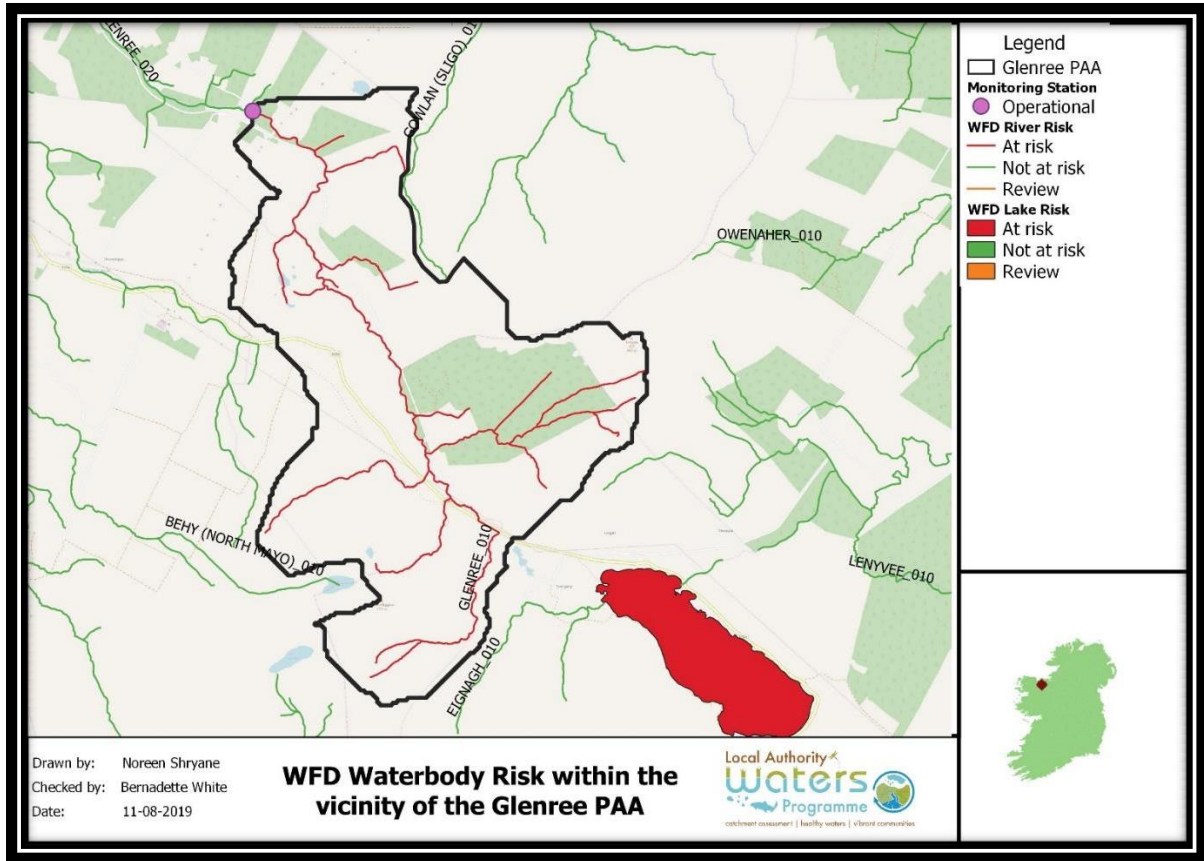 GLENREE_020
GOWLAN (SLIGO)_01
OWENAHER_010
BEHY (NORTH MAYO)_010
GLENREE_010
EIGNAGH_010
LENYVEE_010
Legend
Glenree PAA
Monitoring Station
Operational
WFD River Risk
At risk
Not at risk
Review
WFD Lake Risk
At risk
Not at risk
Review
Drawn by: Noreen Shryane
Checked by: Bernadette White
Date: 11-08-2019
WFD Waterbody Risk within the
vicinity of the Glenree PAA
Local Authority
Waters
Programme
catchment assessment | healthy waters | vibrant communities